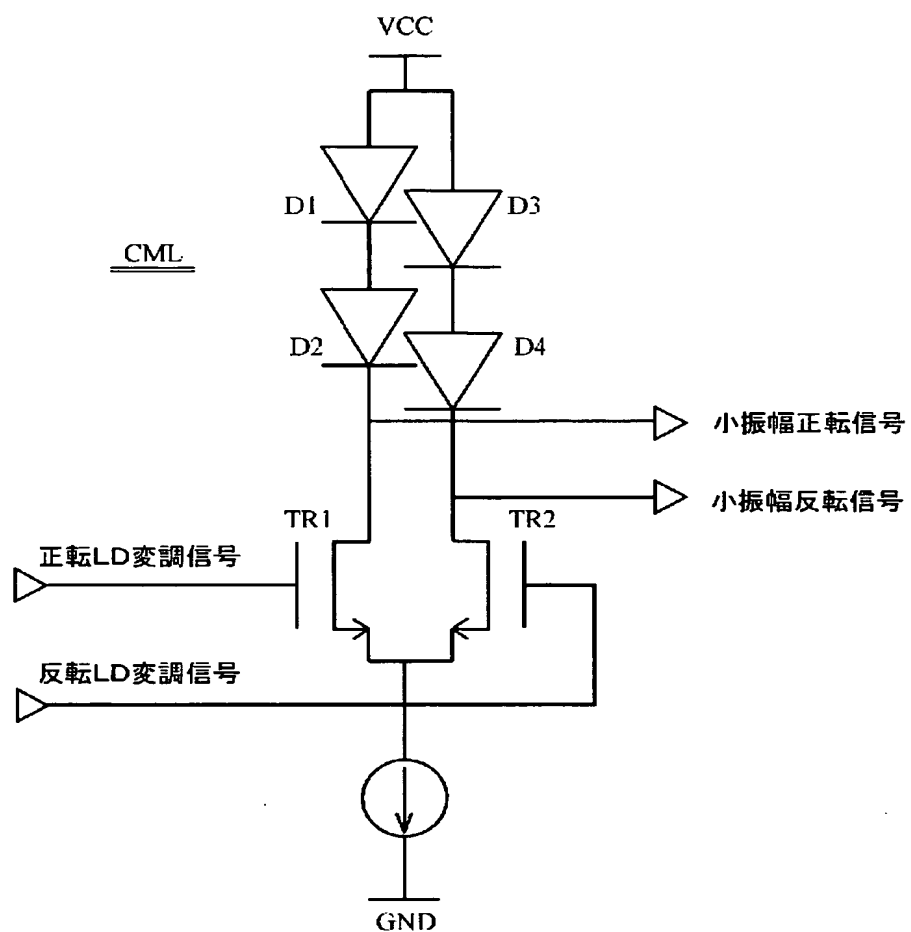 VCC
D1
D3
CML
D2
D4
小振幅正転信号
小振幅反転信号
TR1
TR2
正転LD変調信号
反転LD変調信号
GND